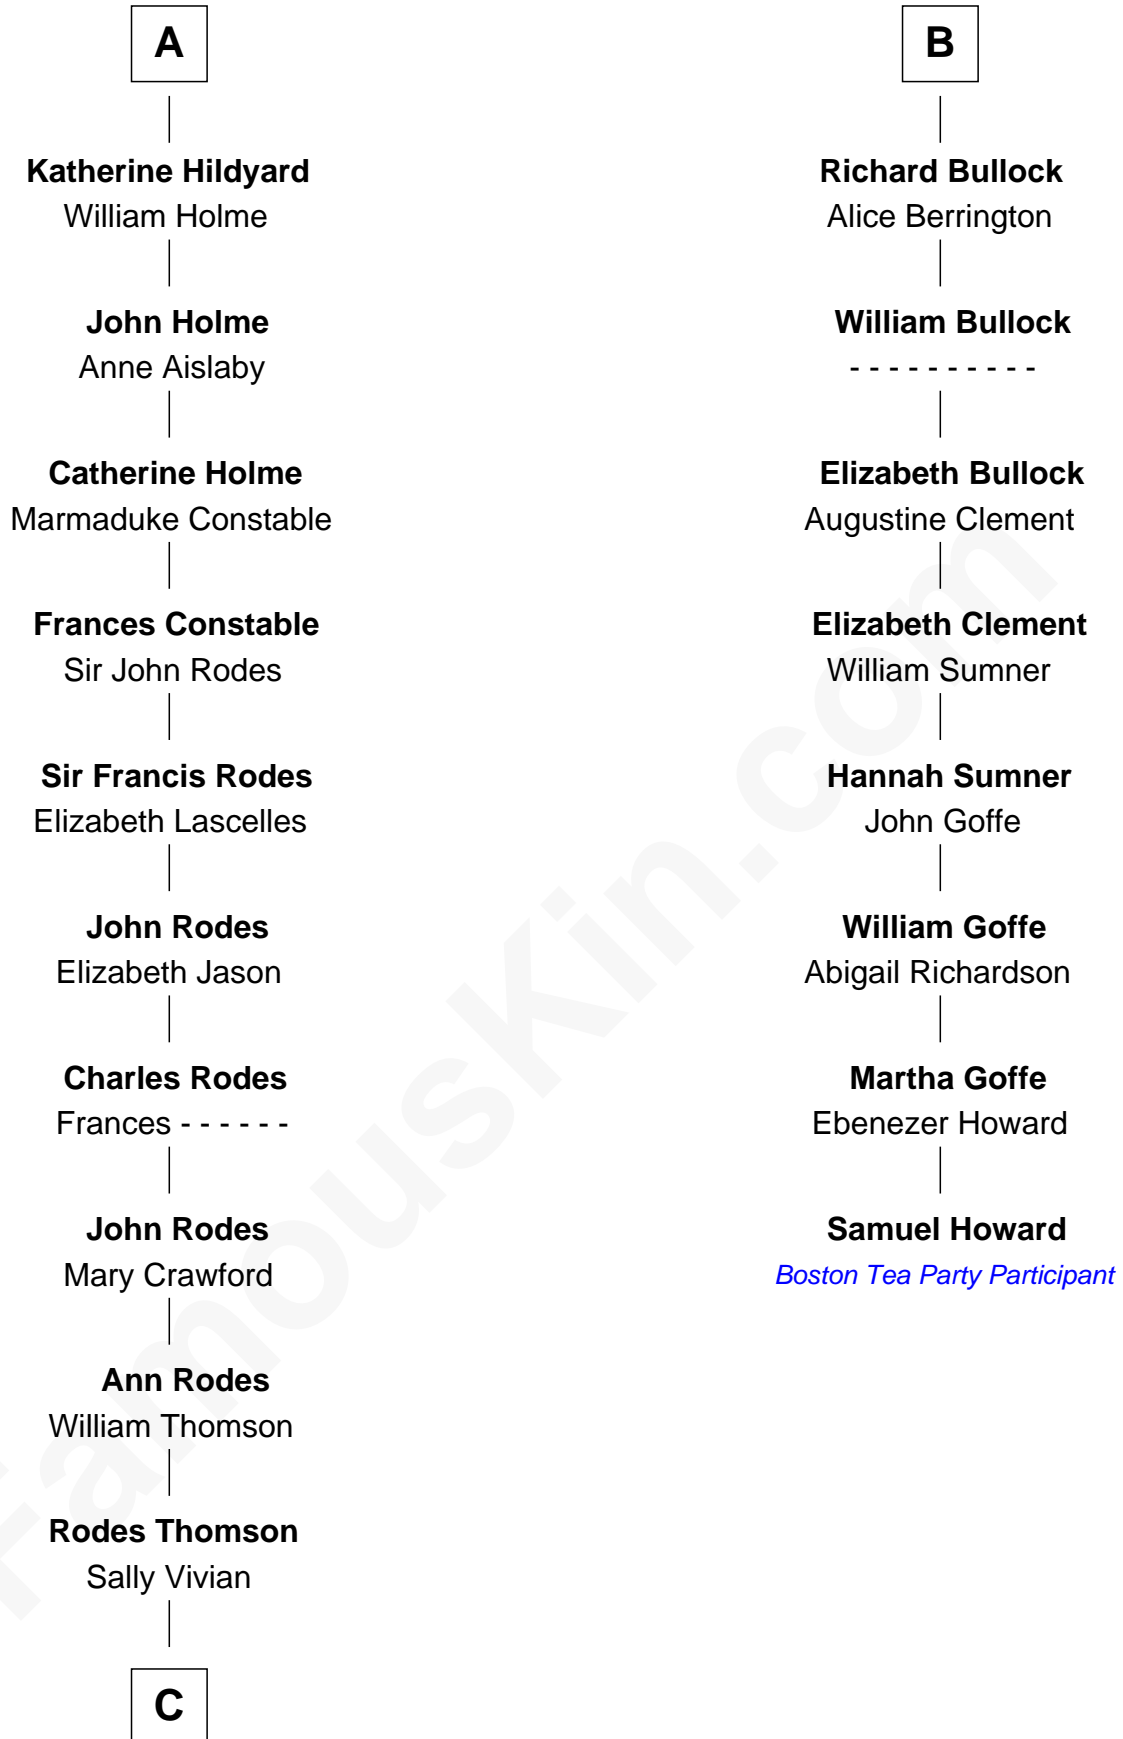 A
Katherine Hildyard
William Holme
John Holme
Anne Aislaby
Catherine Holme
Marmaduke Constable
Frances Constable
Sir John Rodes
Sir Francis Rodes
Elizabeth Lascelles
John Rodes
Elizabeth Jason
Charles Rodes
Frances - - - - - -
John Rodes
Mary Crawford
Ann Rodes
William Thomson
Rodes Thomson
Sally Vivian
C
B
Richard Bullock
Alice Berrington
William Bullock
- - - - - - - - - -
Elizabeth Bullock
Augustine Clement
Elizabeth Clement
William Sumner
Hannah Sumner
John Goffe
William Goffe
Abigail Richardson
Martha Goffe
Ebenezer Howard
Samuel Howard
Boston Tea Party Participant
FamousKin.com